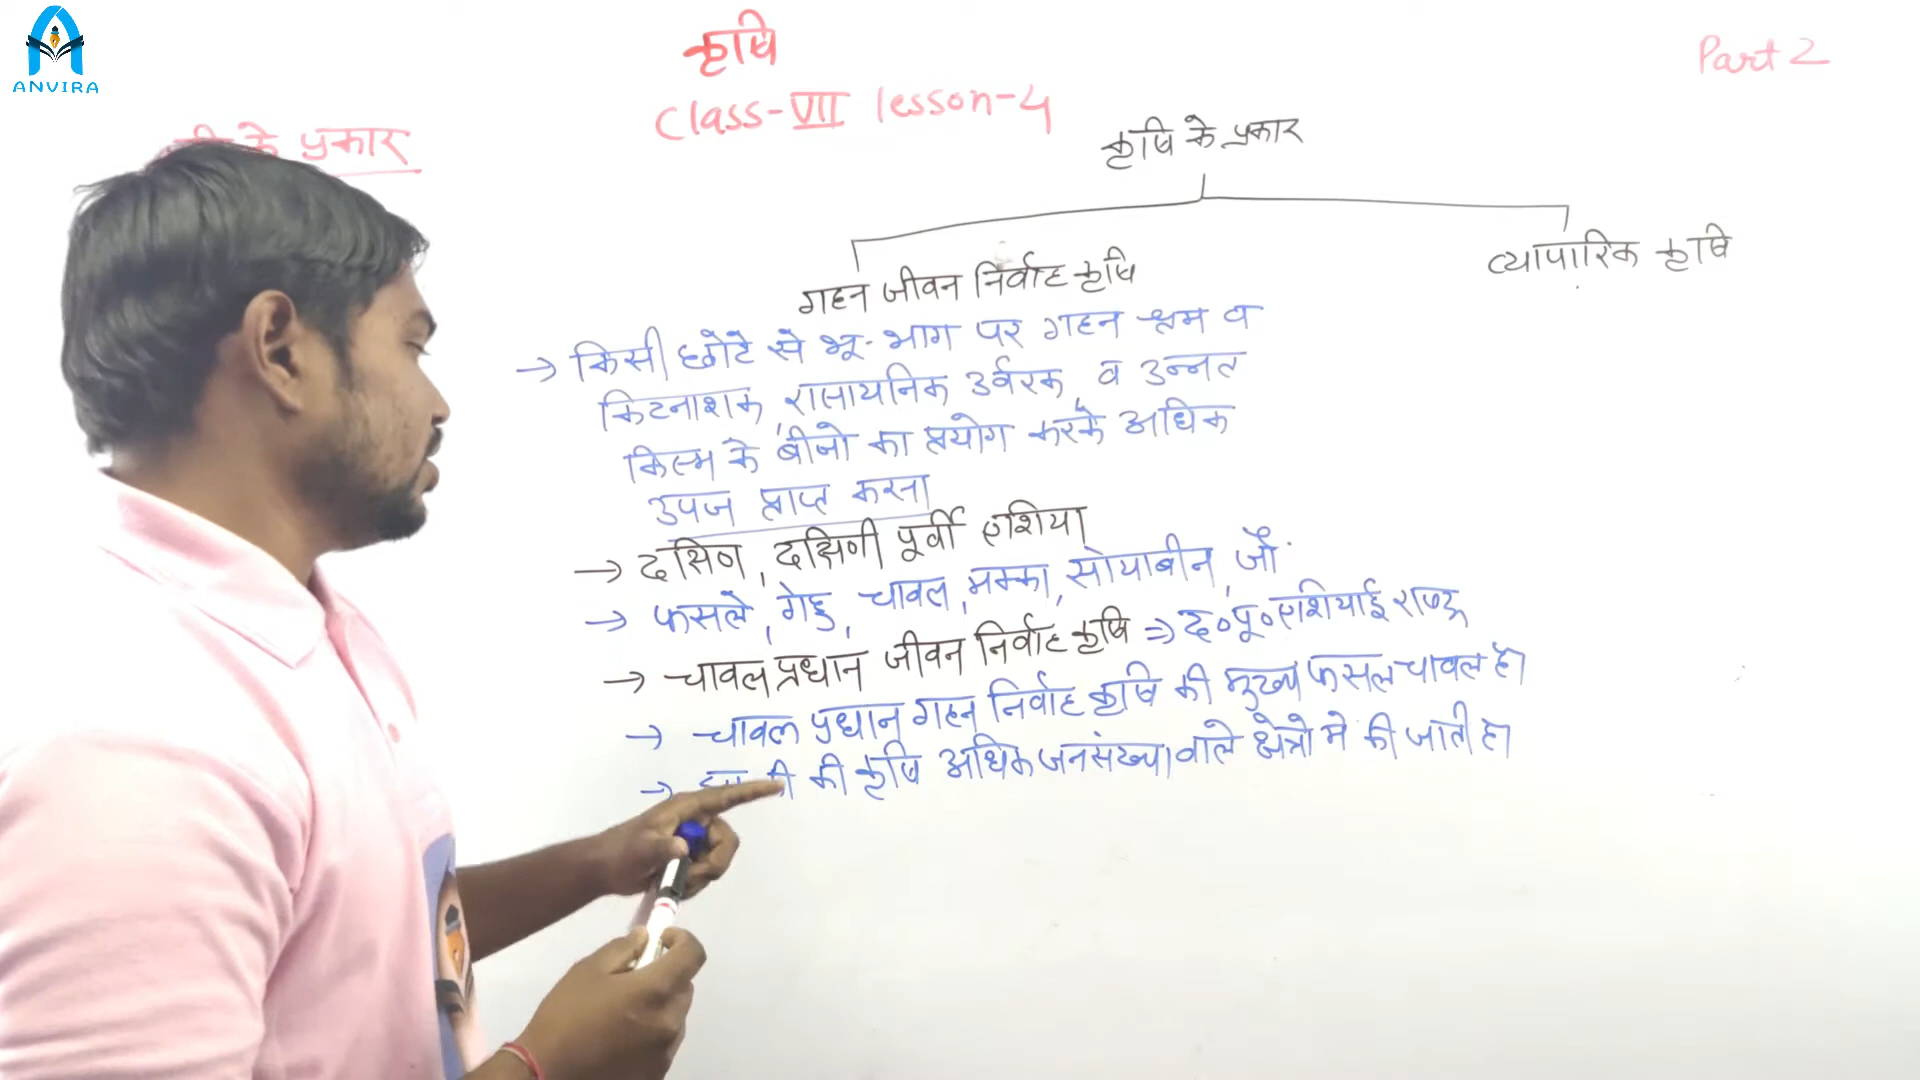 ANVIRA
कृषि
Part 2
Class-VII lesson-4
के प्रकार
कृषि के प्रकार
गहन जीवन निर्वाह कृषि
व्यापारिक कृषि
→ किसी छोटे से भू-भाग पर गहन श्रम व
किटनाशक, रासायनिक उर्वरक, व उन्नत
किस्म के बीजो का प्रयोग करके अधिक
उपज प्राप्त करना
→ दक्षिण, दक्षिणी पूर्वी एशिया
→ फसले, गेहु, चावल, मक्का, सोयाबीन, जौ
→ चावल प्रधान जीवन निर्वाह कृषि ⇒ द०पू०एशियाई राष्ट्र
→ चावल प्रधान गहन निर्वाह कृषि की मुख्य फसल चावल है।
→ की कृषि अधिक जनसंख्या वाले क्षेत्रो मे की जाती है।